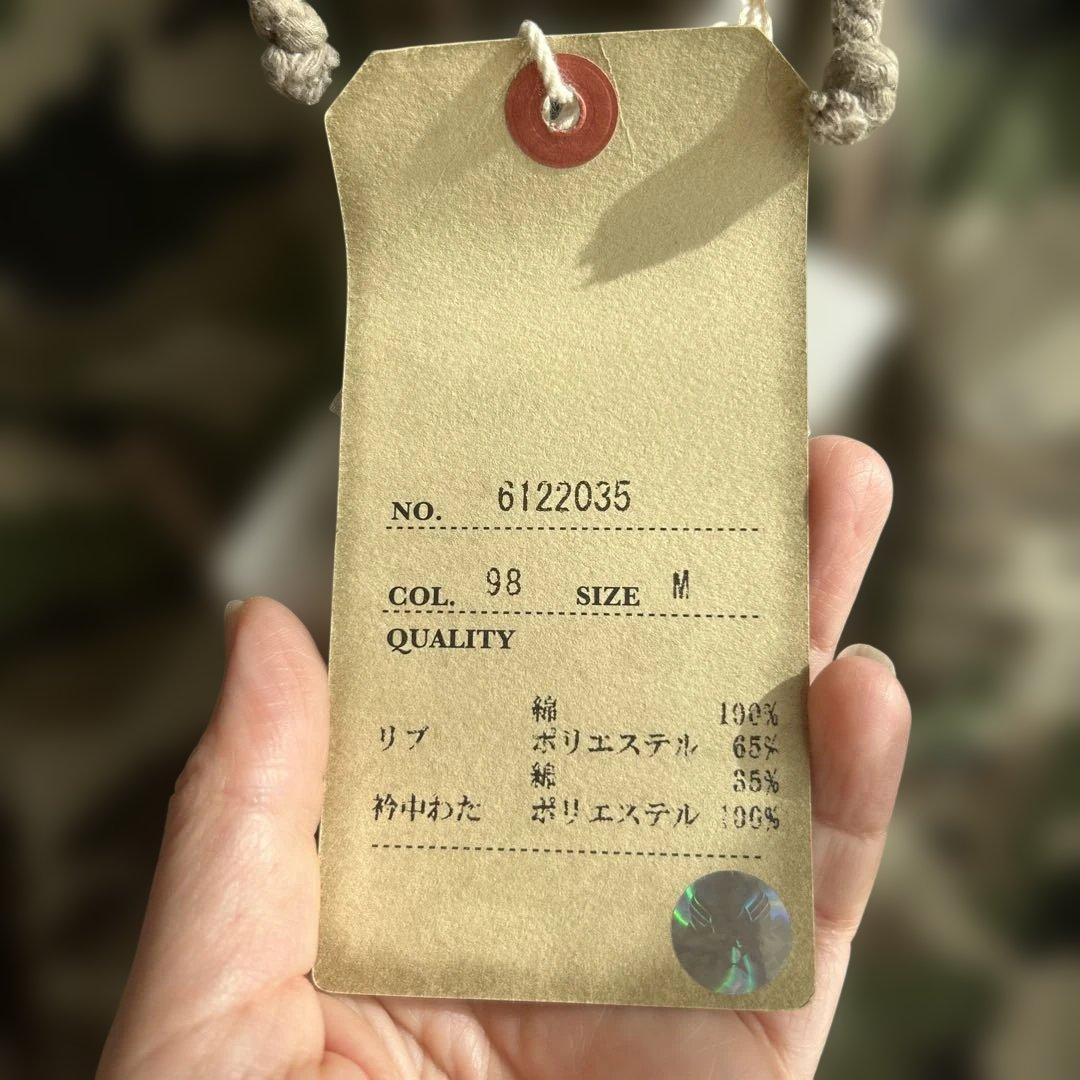 NO. 6122035
COL. 98 SIZE M
QUALITY
綿 100%
リブ ポリエステル 65%
綿 35%
衿中わた ポリエステル 100%